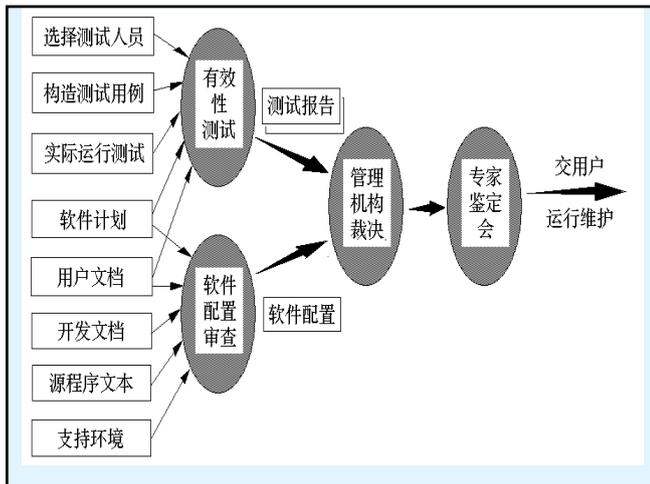 选择测试人员
构造测试用例
实际运行测试
软件计划
用户文档
开发文档
源程序文本
支持环境
有效
性
测试
测试报告
软件
配置
审查
软件配置
管理
机构
裁决
专家
鉴定
会
交用户
运行维护